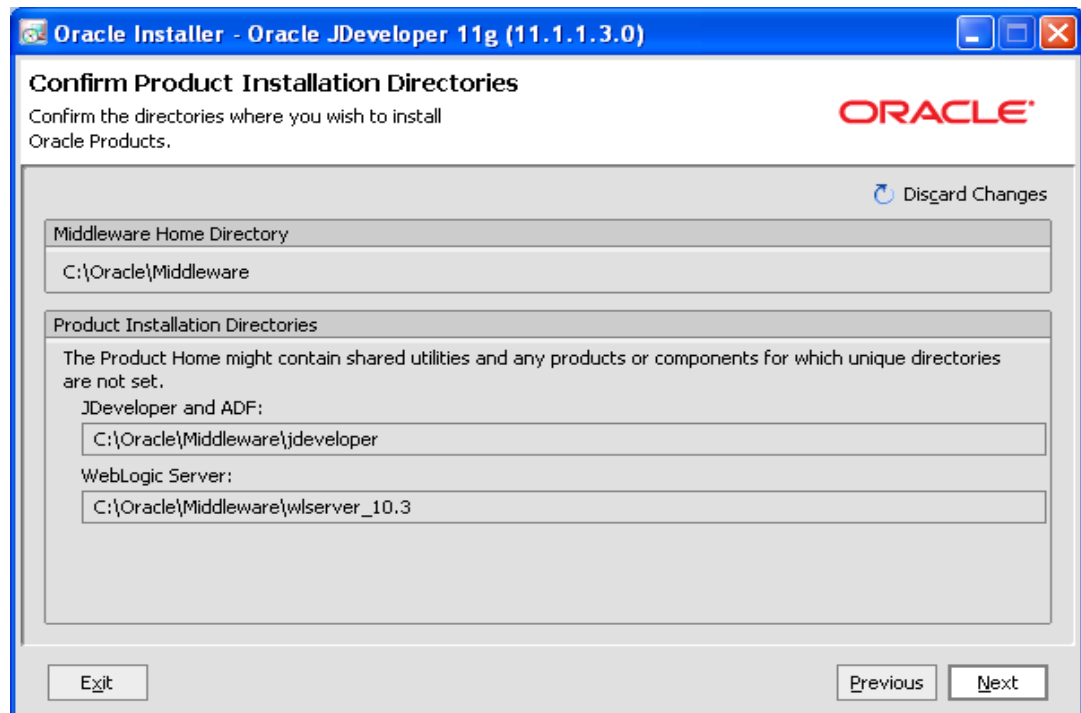 Oracle Installer - Oracle JDeveloper 11g (11.1.1.3.0)
Confirm Product Installation Directories
Confirm the directories where you wish to install
Oracle Products.
ORACLE
Discard Changes
Middleware Home Directory
C:\Oracle\Middleware
Product Installation Directories
The Product Home might contain shared utilities and any products or components for which unique directories
are not set.
JDeveloper and ADF:
C:\Oracle\Middleware\jdeveloper
WebLogic Server:
C:\Oracle\Middleware\wlserver_10.3
Exit
Previous
Next